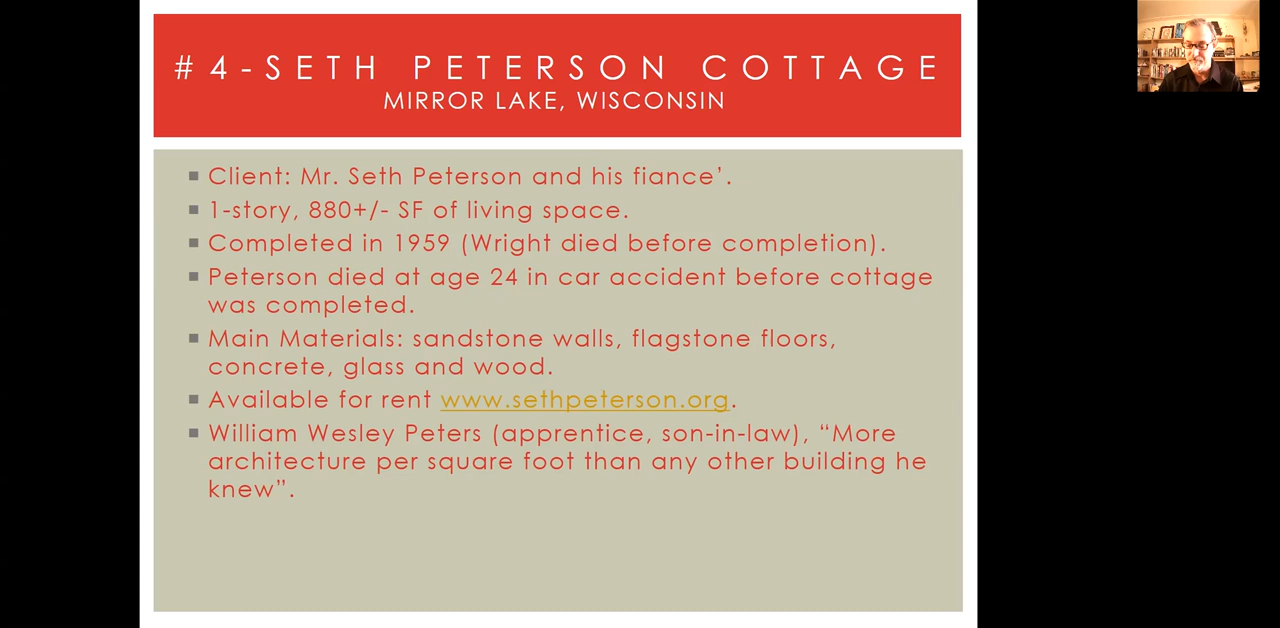 #4-SETH PETERSON COTTAGE
MIRROR LAKE, WISCONSIN
▪ Client: Mr. Seth Peterson and his fiance’.
▪ 1-story, 880+/- SF of living space.
▪ Completed in 1959 (Wright died before completion).
▪ Peterson died at age 24 in car accident before cottage
was completed.
▪ Main Materials: sandstone walls, flagstone floors,
concrete, glass and wood.
▪ Available for rent www.sethpeterson.org.
▪ William Wesley Peters (apprentice, son-in-law), “More
architecture per square foot than any other building he
knew”.